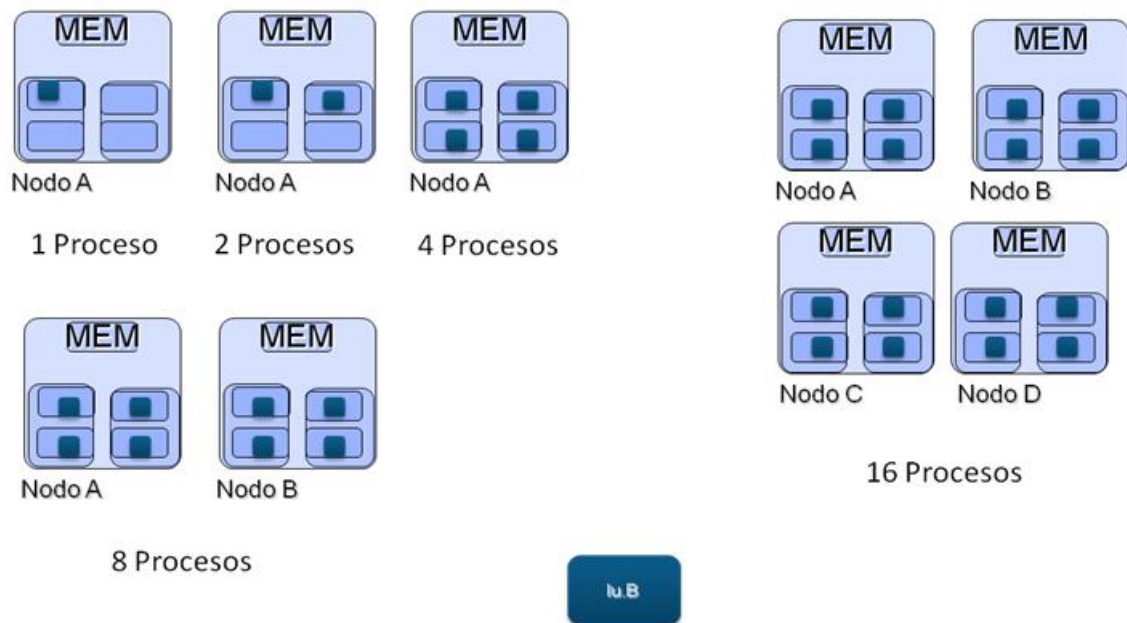 MEM
MEM
MEM
Nodo A
Nodo A
Nodo A
1 Proceso
2 Procesos
4 Procesos
MEM
MEM
Nodo A
Nodo B
8 Procesos
MEM
MEM
Nodo A
Nodo B
MEM
MEM
Nodo C
Nodo D
16 Procesos
lu.B